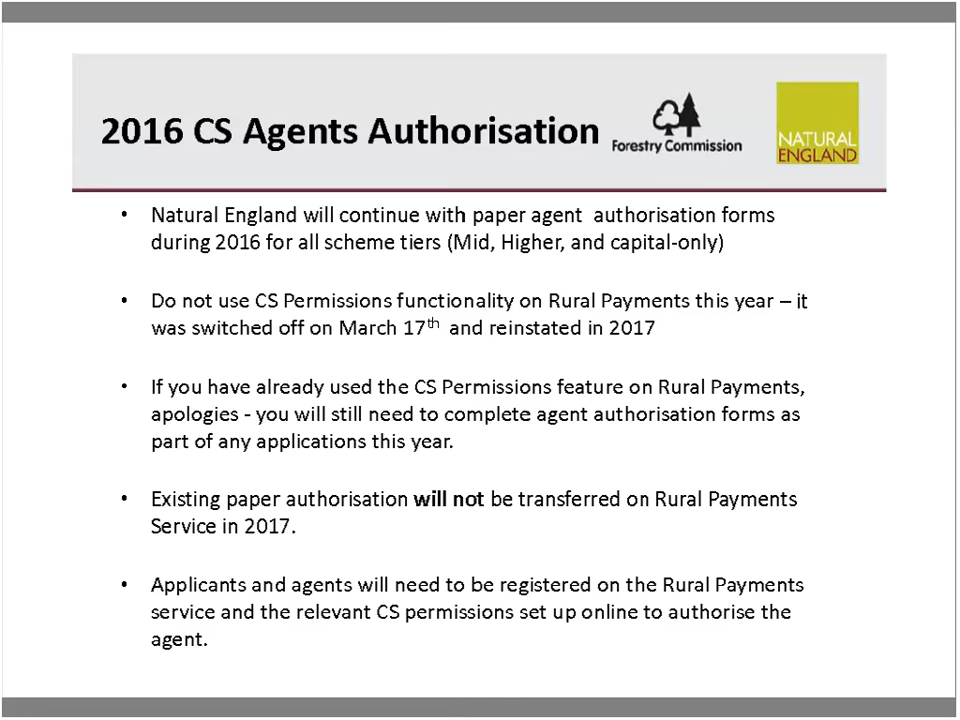 2016 CS Agents Authorisation
Forestry Commission
NATURAL
ENGLAND
• Natural England will continue with paper agent authorisation forms
during 2016 for all scheme tiers (Mid, Higher, and capital-only)
• Do not use CS Permissions functionality on Rural Payments this year – it
was switched off on March 17th and reinstated in 2017
• If you have already used the CS Permissions feature on Rural Payments,
apologies - you will still need to complete agent authorisation forms as
part of any applications this year.
• Existing paper authorisation will not be transferred on Rural Payments
Service in 2017.
• Applicants and agents will need to be registered on the Rural Payments
service and the relevant CS permissions set up online to authorise the
agent.